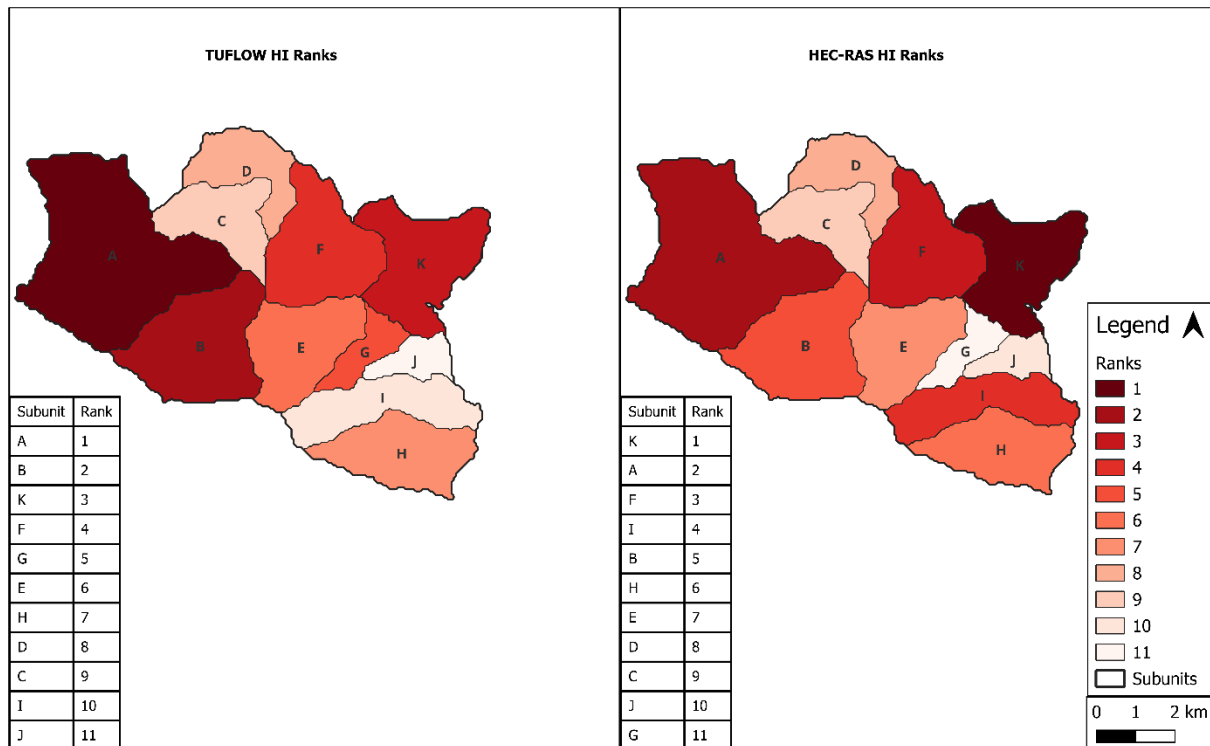 TUFLOW HI Ranks
D
C
A
F
K
B
E
G
J
I
H
Subunit Rank
A 1
B 2
K 3
F 4
G 5
E 6
H 7
D 8
C 9
I 10
J 11
HEC-RAS HI Ranks
D
C
A
F
K
B
E
G
J
I
H
Subunit Rank
K 1
A 2
F 3
I 4
B 5
H 6
E 7
D 8
C 9
J 10
G 11
Legend
Ranks
1
2
3
4
5
6
7
8
9
10
11
Subunits
0 1 2 km